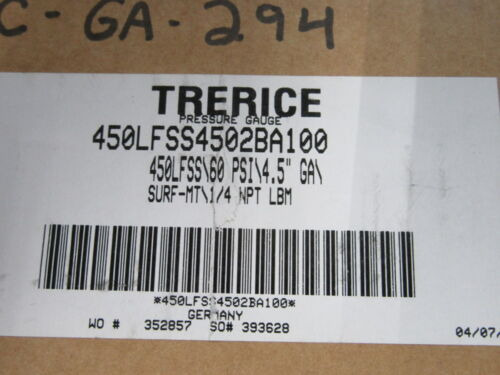 C-GA-294
TRERICE
PRESSURE GAUGE
450LFSS4502BA100
450LFSS\60 PSI\4.5" GA\
SURF-MT\1/4 NPT LBM
*450LFSS4502BA100*
GERMANY
WO # 352857 SO# 393628 04/07/